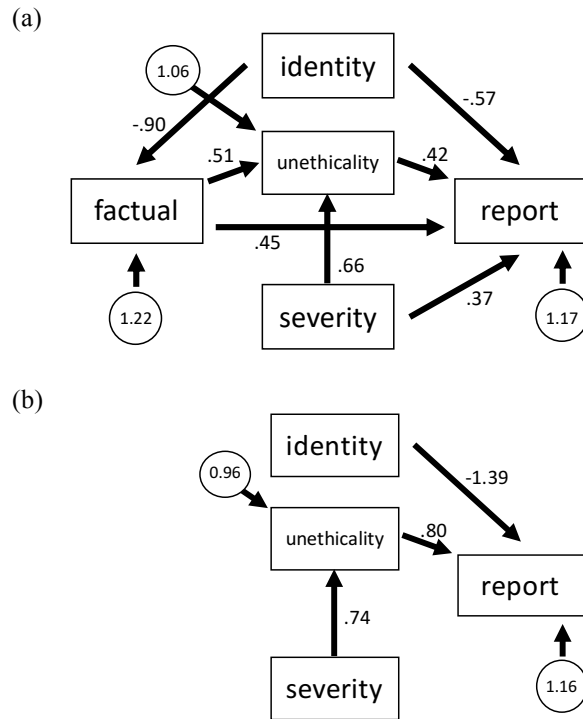 (a)
1.06
identity
-.90
-.57
.51
unethicality
.42
factual
report
.45
.66
.37
1.22
severity
1.17
(b)
identity
0.96
-1.39
unethicality
.80
report
.74
severity
1.16